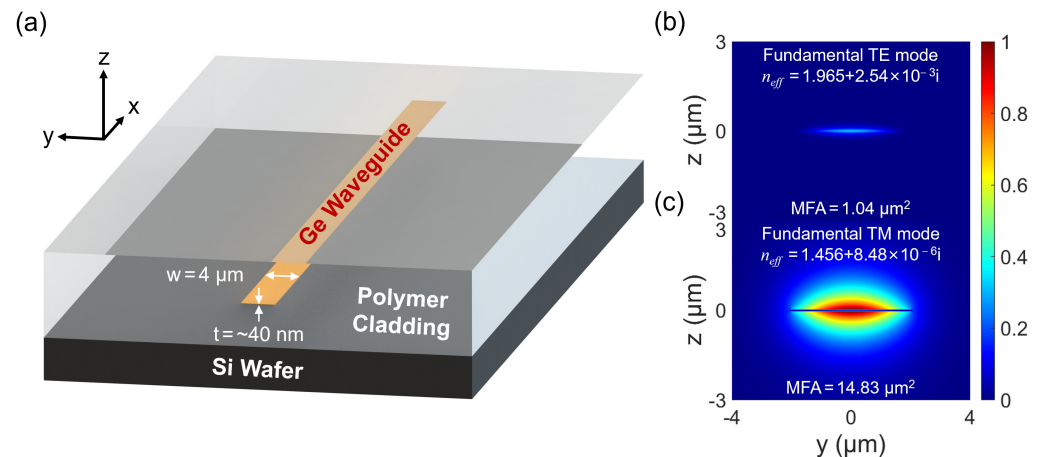 (a)
z
x
y
Ge Waveguide
w = 4 μm
t = ~40 nm
Polymer
Cladding
Si Wafer
(b)
3
Fundamental TE mode
n_eff = 1.965+2.54×10⁻³i
z (μm)
0
MFA = 1.04 μm²
-3
(c)
3
Fundamental TM mode
n_eff = 1.456+8.48×10⁻⁶i
z (μm)
0
MFA = 14.83 μm²
-3
-4
0
4
y (μm)
1
0.8
0.6
0.4
0.2
0